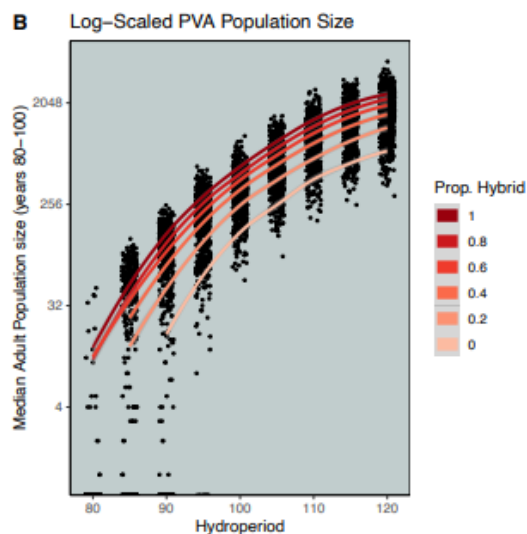 B Log-Scaled PVA Population Size
Median Adult Population size (years 80-100)
2048
256
32
4
80 90 100 110 120
Hydroperiod
Prop. Hybrid
1
0.8
0.6
0.4
0.2
0